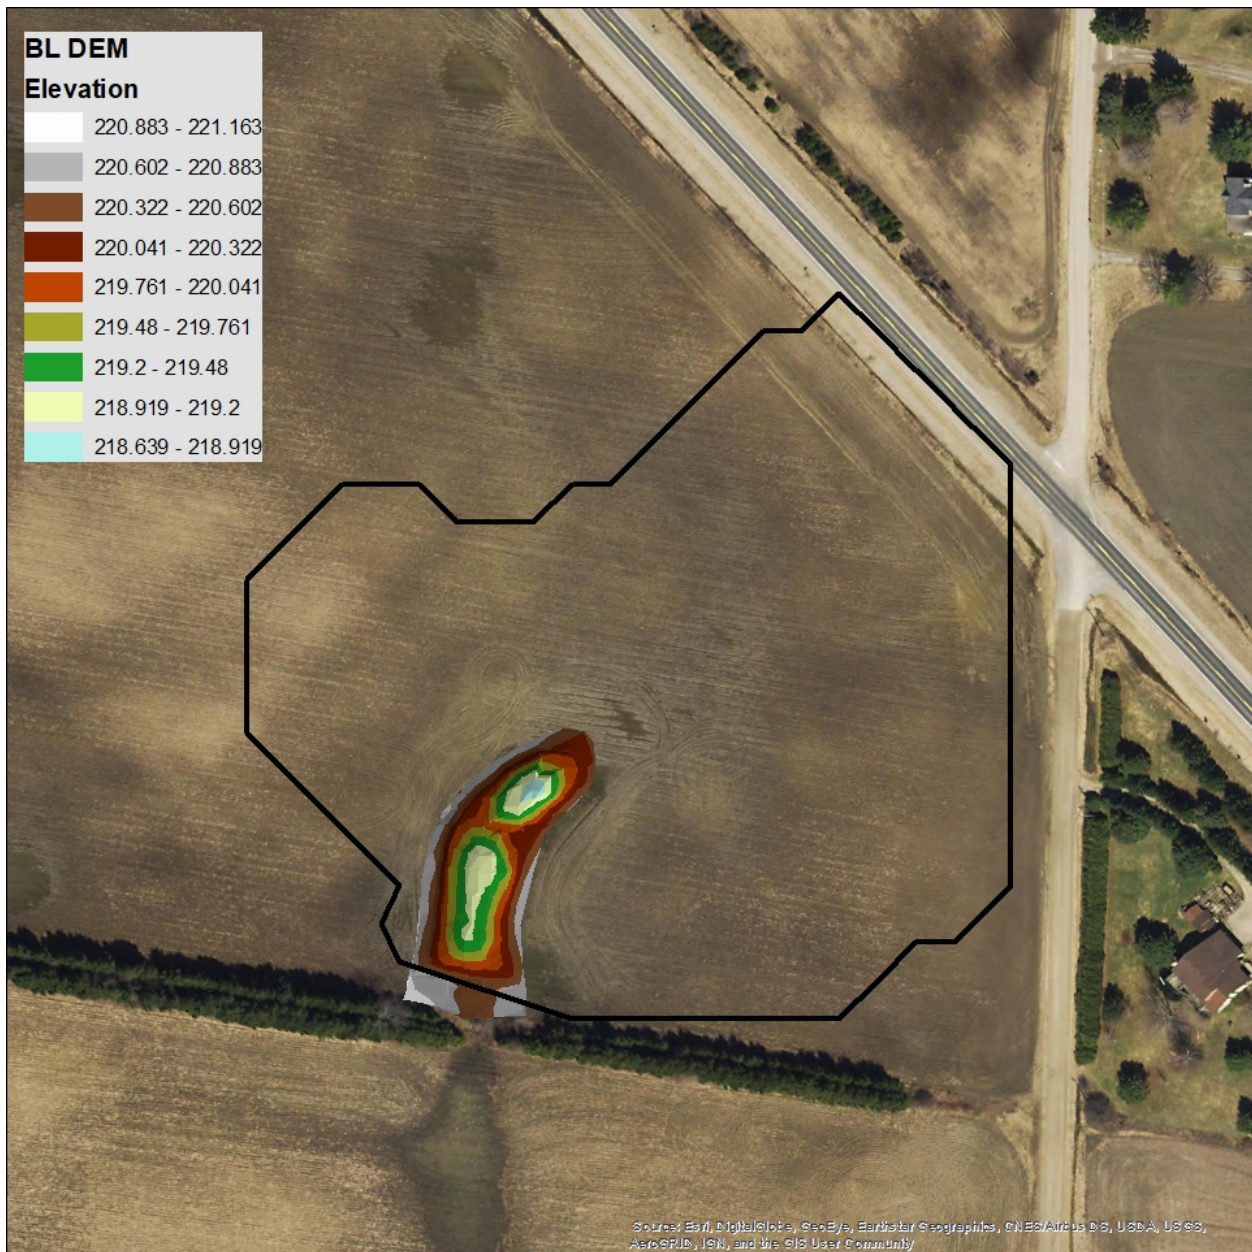 BL DEM
Elevation
220.883 - 221.163
220.602 - 220.883
220.322 - 220.602
220.041 - 220.322
219.761 - 220.041
219.48 - 219.761
219.2 - 219.48
218.919 - 219.2
218.639 - 218.919
Source: Esri, DigitalGlobe, GeoEye, Earthstar Geographics, CNES/Airbus DS, USDA, USGS,
AeroGRID, IGN, and the GIS User Community